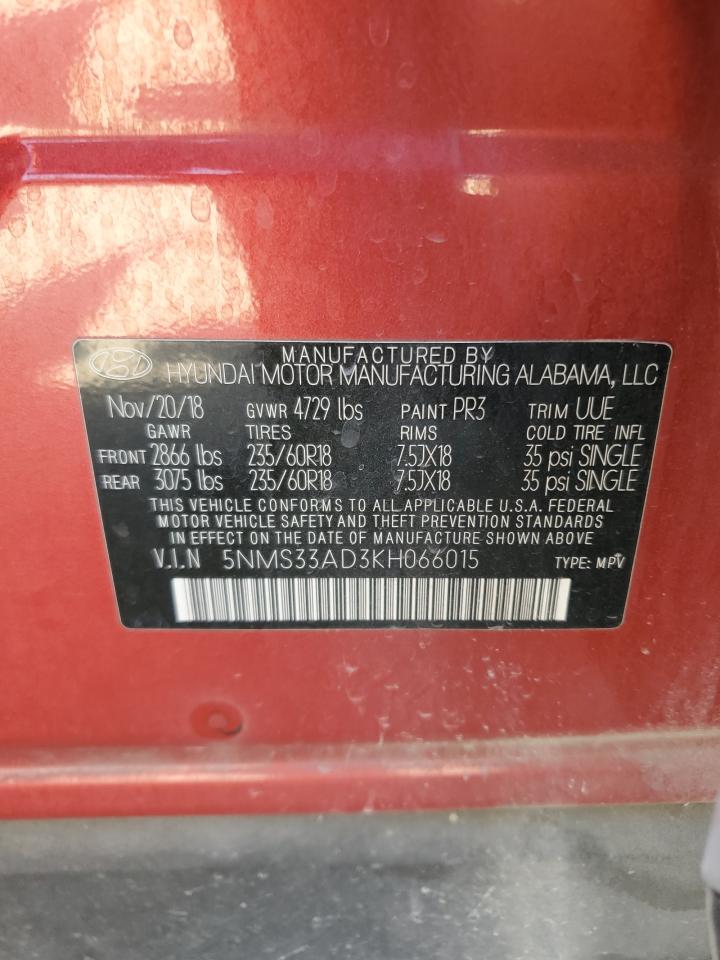 MANUFACTURED BY
HYUNDAI MOTOR MANUFACTURING ALABAMA, LLC
Nov/20/18 GVWR 4729 lbs PAINT PR3 TRIM UUE
GAWR TIRES RIMS COLD TIRE INFL
FRONT 2866 lbs 235/60R18 7.5JX18 35 psi SINGLE
REAR 3075 lbs 235/60R18 7.5JX18 35 psi SINGLE
THIS VEHICLE CONFORMS TO ALL APPLICABLE U.S.A. FEDERAL
MOTOR VEHICLE SAFETY AND THEFT PREVENTION STANDARDS
IN EFFECT ON THE DATE OF MANUFACTURE SHOWN ABOVE
V.I.N 5NMS33AD3KH066015 TYPE: MPV